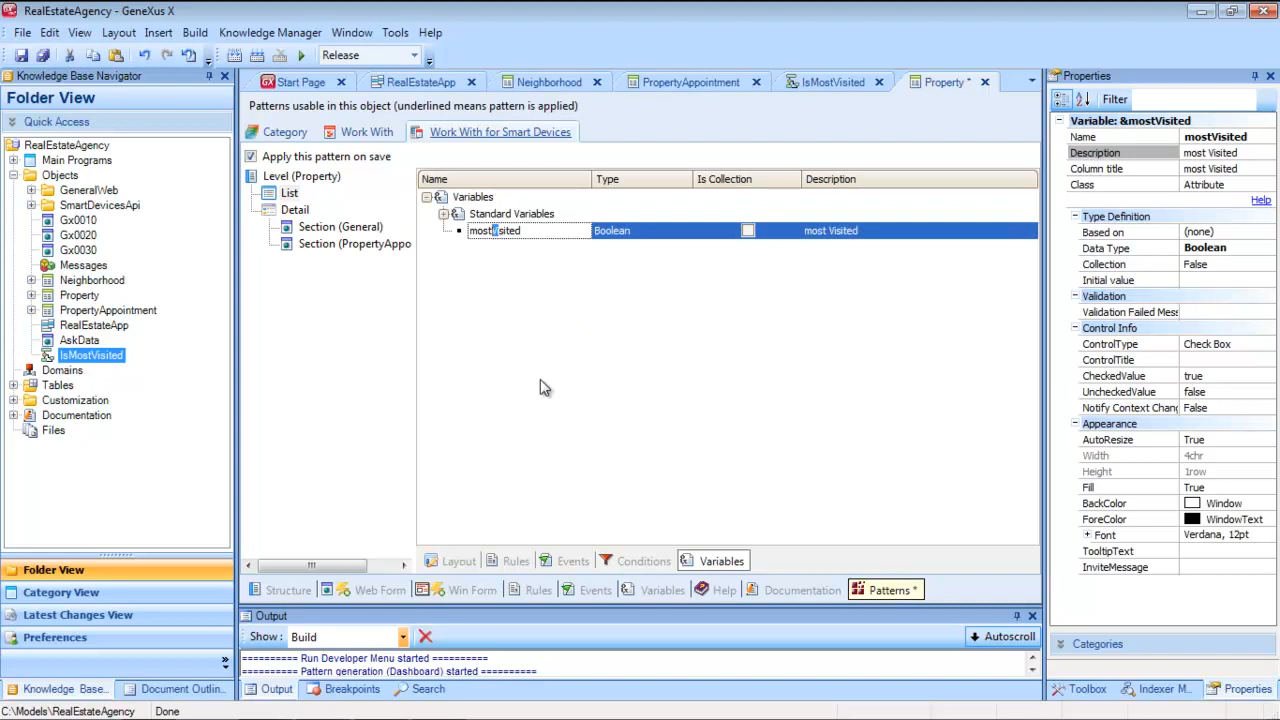 RealEstateAgency - GeneXus X
File Edit View Layout Insert Build Knowledge Manager Window Tools Help
Release
Knowledge Base Navigator
Folder View
Quick Access
RealEstateAgency
Main Programs
Objects
GeneralWeb
SmartDevicesApi
Gx0010
Gx0020
Gx0030
Messages
Neighborhood
Property
PropertyAppointment
RealEstateApp
AskData
IsMostVisited
Domains
Tables
Customization
Documentation
Files
Folder View
Category View
Latest Changes View
Preferences
Knowledge Base... Document Outlin...
Start Page RealEstateApp Neighborhood PropertyAppointment IsMostVisited Property *
Patterns usable in this object (underlined means pattern is applied)
Category Work With Work With for Smart Devices
Apply this pattern on save
Level (Property)
List
Detail
Section (General)
Section (PropertyAppo
Name Type Is Collection Description
Variables
Standard Variables
mostVisited Boolean most Visited
Layout Rules Events Conditions Variables
Structure Web Form Win Form Rules Events Variables Help Documentation Patterns *
Output
Show : Build Autoscroll
========== Run Developer Menu started ==========
========== Pattern generation (Dashboard) started ==========
Output Breakpoints Search
Properties
Filter
Variable: &mostVisited
Name mostVisited
Description most Visited
Column title most Visited
Class Attribute
Help
Type Definition
Based on (none)
Data Type Boolean
Collection False
Initial value
Validation
Validation Failed Mess
Control Info
ControlType Check Box
ControlTitle
CheckedValue true
UncheckedValue false
Notify Context Chang False
Appearance
AutoResize True
Width 4chr
Height 1row
Fill True
BackColor Window
ForeColor WindowText
Font Verdana, 12pt
TooltipText
InviteMessage
Categories
Toolbox Indexer M... Properties
C:\Models\RealEstateAgency Done